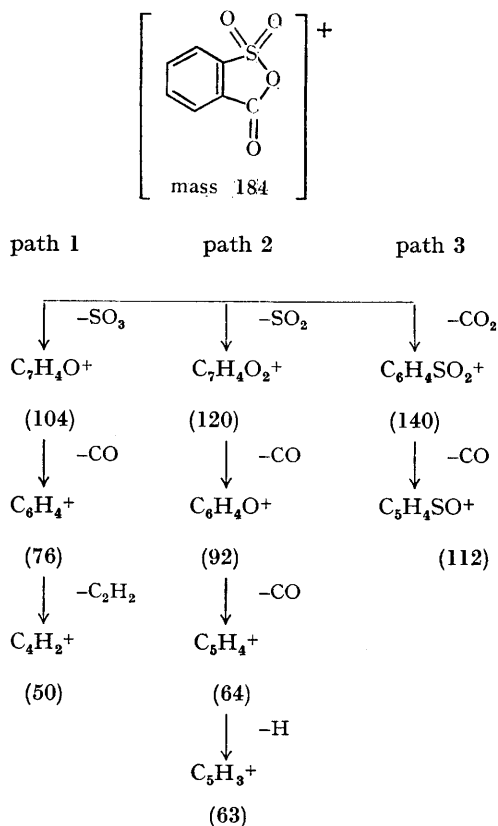 O O
S
O
C
O
+
mass 184
path 1 path 2 path 3
–SO₃ –SO₂ –CO₂
C₇H₄O⁺ C₇H₄O₂⁺ C₆H₄SO₂⁺
(104) (120) (140)
–CO –CO –CO
C₆H₄⁺ C₆H₄O⁺ C₅H₄SO⁺
(76) (92) (112)
–C₂H₂ –CO
C₄H₂⁺ C₅H₄⁺
(50) (64)
–H
C₅H₃⁺
(63)